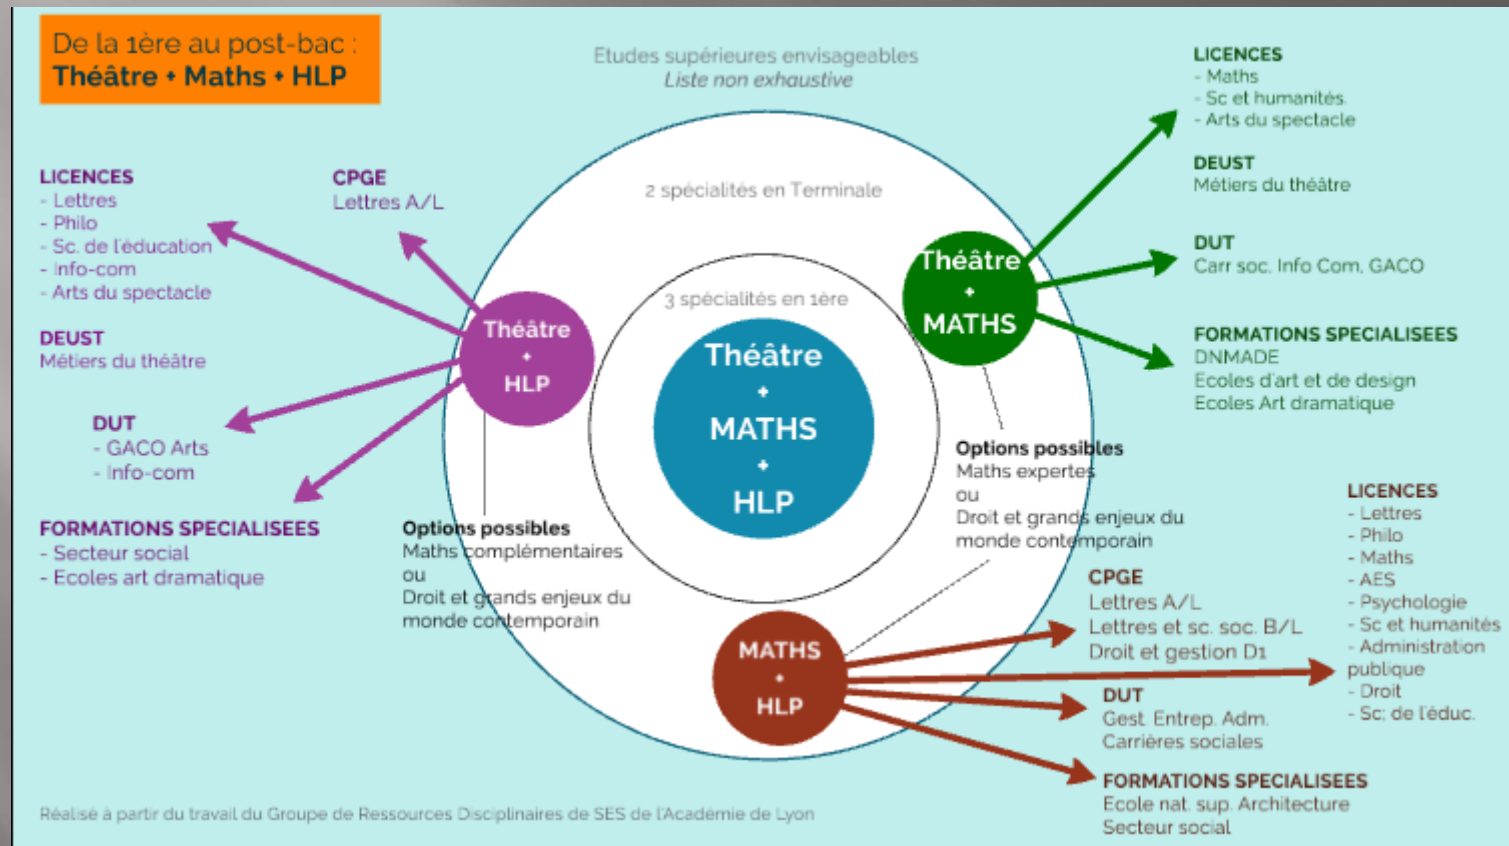 De la 1ère au post-bac :
Théâtre + Maths + HLP
Etudes supérieures envisageables
Liste non exhaustive
2 spécialités en Terminale
3 spécialités en 1ère
Théâtre
+
MATHS
+
HLP
LICENCES
- Lettres
- Philo
- Sc. de l'éducation
- Info-com
- Arts du spectacle
DEUST
Métiers du théâtre
CPGE
Lettres A/L
DUT
- GACO Arts
- Info-com
FORMATIONS SPECIALISEES
- Secteur social
- Ecoles art dramatique
Théâtre
+
HLP
Options possibles
Maths complémentaires
ou
Droit et grands enjeux du
monde contemporain
Théâtre
+
MATHS
LICENCES
- Maths
- Sc et humanités.
- Arts du spectacle
DEUST
Métiers du théâtre
DUT
Carr soc. Info Com, GACO
FORMATIONS SPECIALISEES
DNMADE
Ecoles d'art et de design
Ecoles Art dramatique
Options possibles
Maths expertes
ou
Droit et grands enjeux du
monde contemporain
MATHS
+
HLP
CPGE
Lettres A/L
Lettres et sc. soc. B/L
Droit et gestion D1
DUT
Gest. Entrep. Adm.
Carrières sociales
FORMATIONS SPECIALISEES
Ecole nat. sup. Architecture
Secteur social
LICENCES
- Lettres
- Philo
- Maths
- AES
- Psychologie
- Sc et humanités
- Administration
publique
- Droit
- Sc; de l'éduc.
Réalisé à partir du travail du Groupe de Ressources Disciplinaires de SES de l'Académie de Lyon